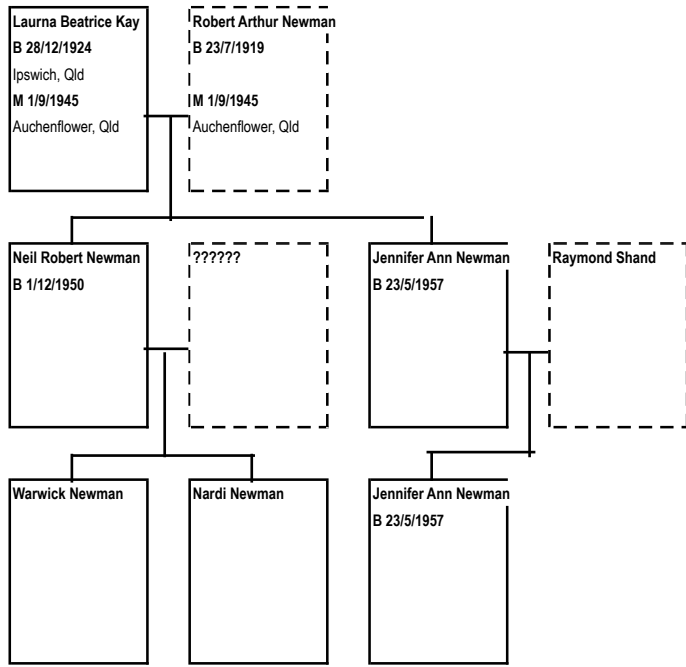 Laurna Beatrice Kay
B 28/12/1924
Ipswich, Qld
M 1/9/1945
Auchenflower, Qld
Robert Arthur Newman
B 23/7/1919
M 1/9/1945
Auchenflower, Qld
Neil Robert Newman
B 1/12/1950
??????
Jennifer Ann Newman
B 23/5/1957
Raymond Shand
Warwick Newman
Nardi Newman
Jennifer Ann Newman
B 23/5/1957